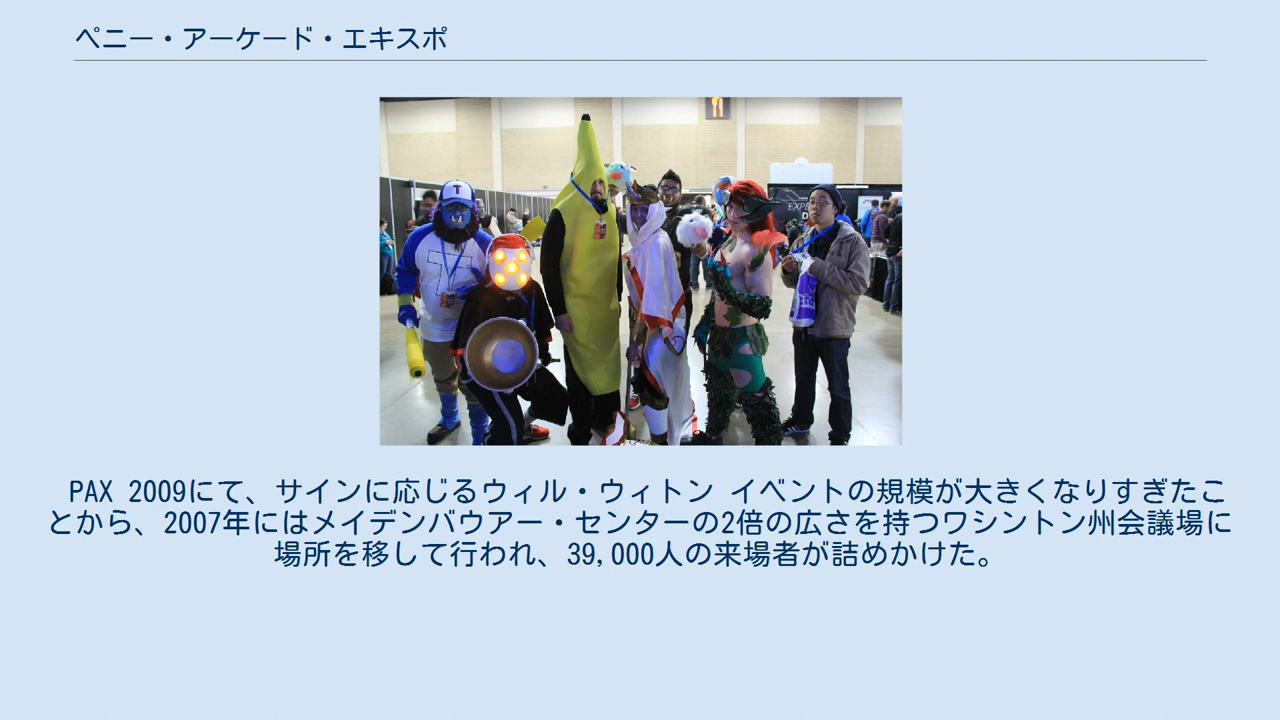 ペニー・アーケード・エキスポ
T
PAX 2009にて、サインに応じるウィル・ウィトン イベントの規模が大きくなりすぎたこ
とから、2007年にはメイデンバウアー・センターの2倍の広さを持つワシントン州会議場に
場所を移して行われ、39,000人の来場者が詰めかけた。